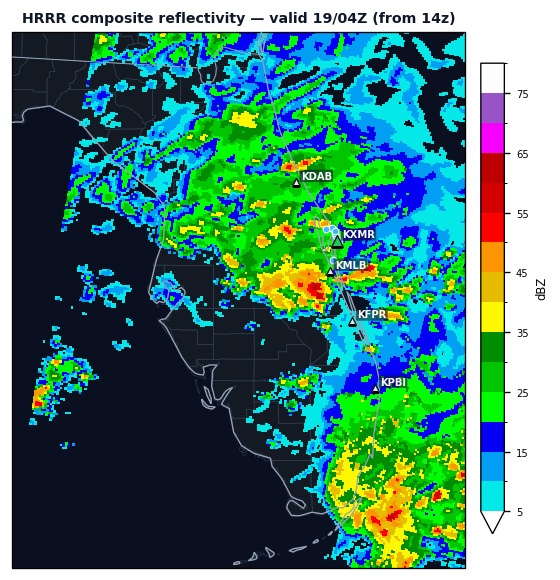 HRRR composite reflectivity — valid 19/04Z (from 14z)
KDAB
KXMR
KMLB
KFPR
KPBI
75
65
55
45
35
25
15
5
dBZ